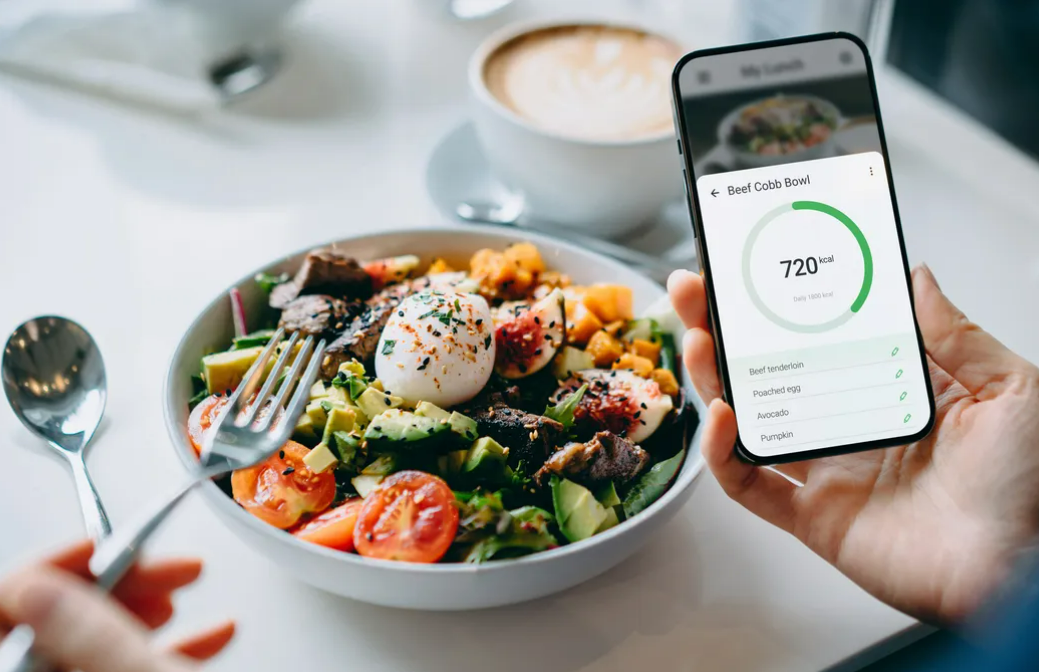 My Lunch
Beef Cobb Bowl
720 kcal
Daily 1800 kcal
Beef tenderloin
Poached egg
Avocado
Pumpkin